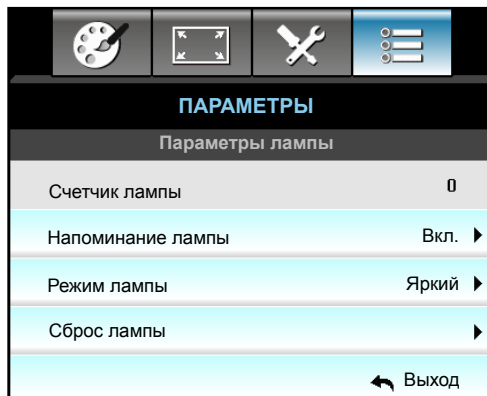 ПАРАМЕТРЫ
Параметры лампы
Счетчик лампы 0
Напоминание лампы Вкл.
Режим лампы Яркий
Сброс лампы
Выход